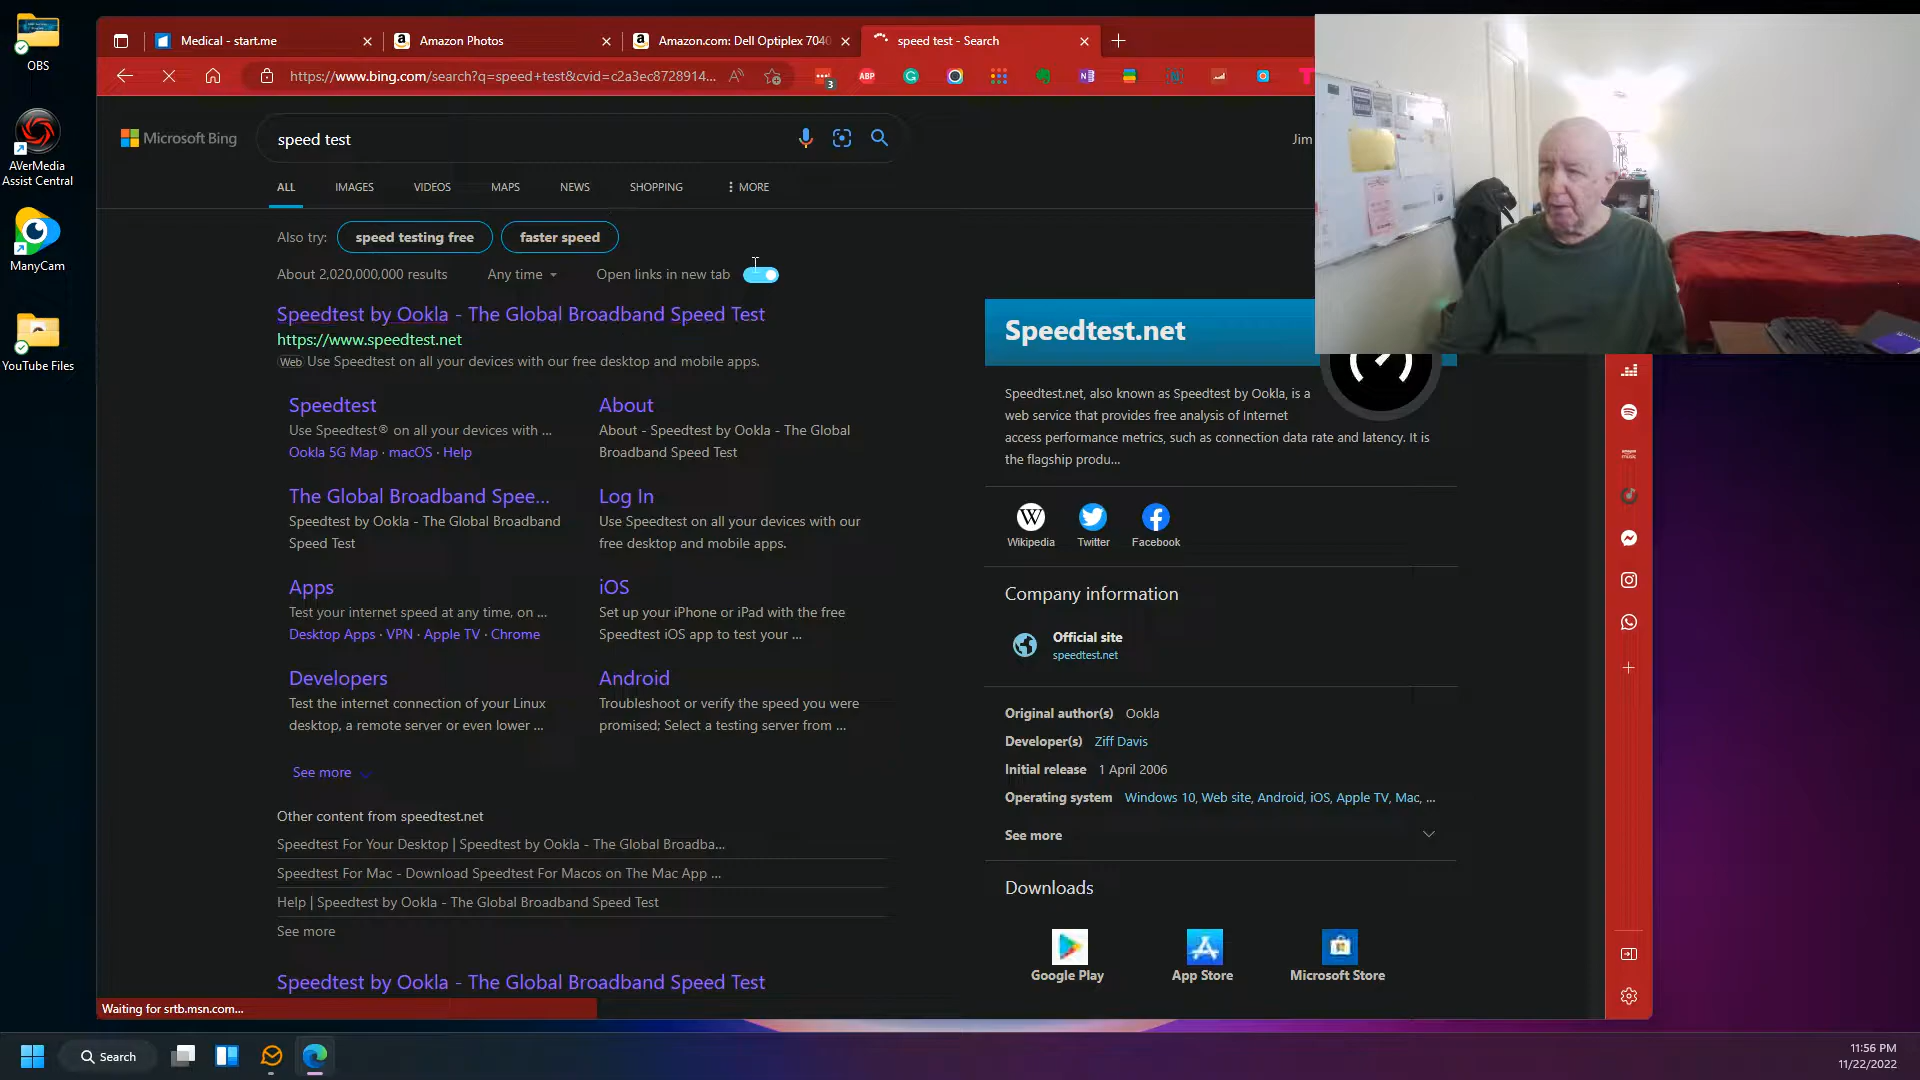 OBS
AVerMedia
Assist Central
ManyCam
YouTube Files
Medical - start.me
Amazon Photos
Amazon.com: Dell Optiplex 7040
speed test - Search
https://www.bing.com/search?q=speed+test&cvid=c2a3ec8728914...
3
ABP
Microsoft Bing
speed test
Jim
ALL
IMAGES
VIDEOS
MAPS
NEWS
SHOPPING
MORE
Also try:
speed testing free
faster speed
About 2,020,000,000 results
Any time
Open links in new tab
Speedtest by Ookla - The Global Broadband Speed Test
https://www.speedtest.net
Web Use Speedtest on all your devices with our free desktop and mobile apps.
Speedtest
Use Speedtest® on all your devices with ...
Ookla 5G Map · macOS · Help
About
About - Speedtest by Ookla - The Global
Broadband Speed Test
The Global Broadband Spee...
Speedtest by Ookla - The Global Broadband
Speed Test
Log In
Use Speedtest on all your devices with our
free desktop and mobile apps.
Apps
Test your internet speed at any time, on ...
Desktop Apps · VPN · Apple TV · Chrome
iOS
Set up your iPhone or iPad with the free
Speedtest iOS app to test your ...
Developers
Test the internet connection of your Linux
desktop, a remote server or even lower ...
Android
Troubleshoot or verify the speed you were
promised; Select a testing server from ...
See more
Other content from speedtest.net
Speedtest For Your Desktop | Speedtest by Ookla - The Global Broadba...
Speedtest For Mac - Download Speedtest For Macos on The Mac App ...
Help | Speedtest by Ookla - The Global Broadband Speed Test
See more
Speedtest by Ookla - The Global Broadband Speed Test
Waiting for srtb.msn.com...
Speedtest.net
Speedtest.net, also known as Speedtest by Ookla, is a
web service that provides free analysis of Internet
access performance metrics, such as connection data rate and latency. It is
the flagship produ...
W
Wikipedia
Twitter
Facebook
Company information
Official site
speedtest.net
Original author(s) Ookla
Developer(s) Ziff Davis
Initial release 1 April 2006
Operating system Windows 10, Web site, Android, iOS, Apple TV, Mac, ...
See more
Downloads
Google Play
App Store
Microsoft Store
Search
11:56 PM
11/22/2022